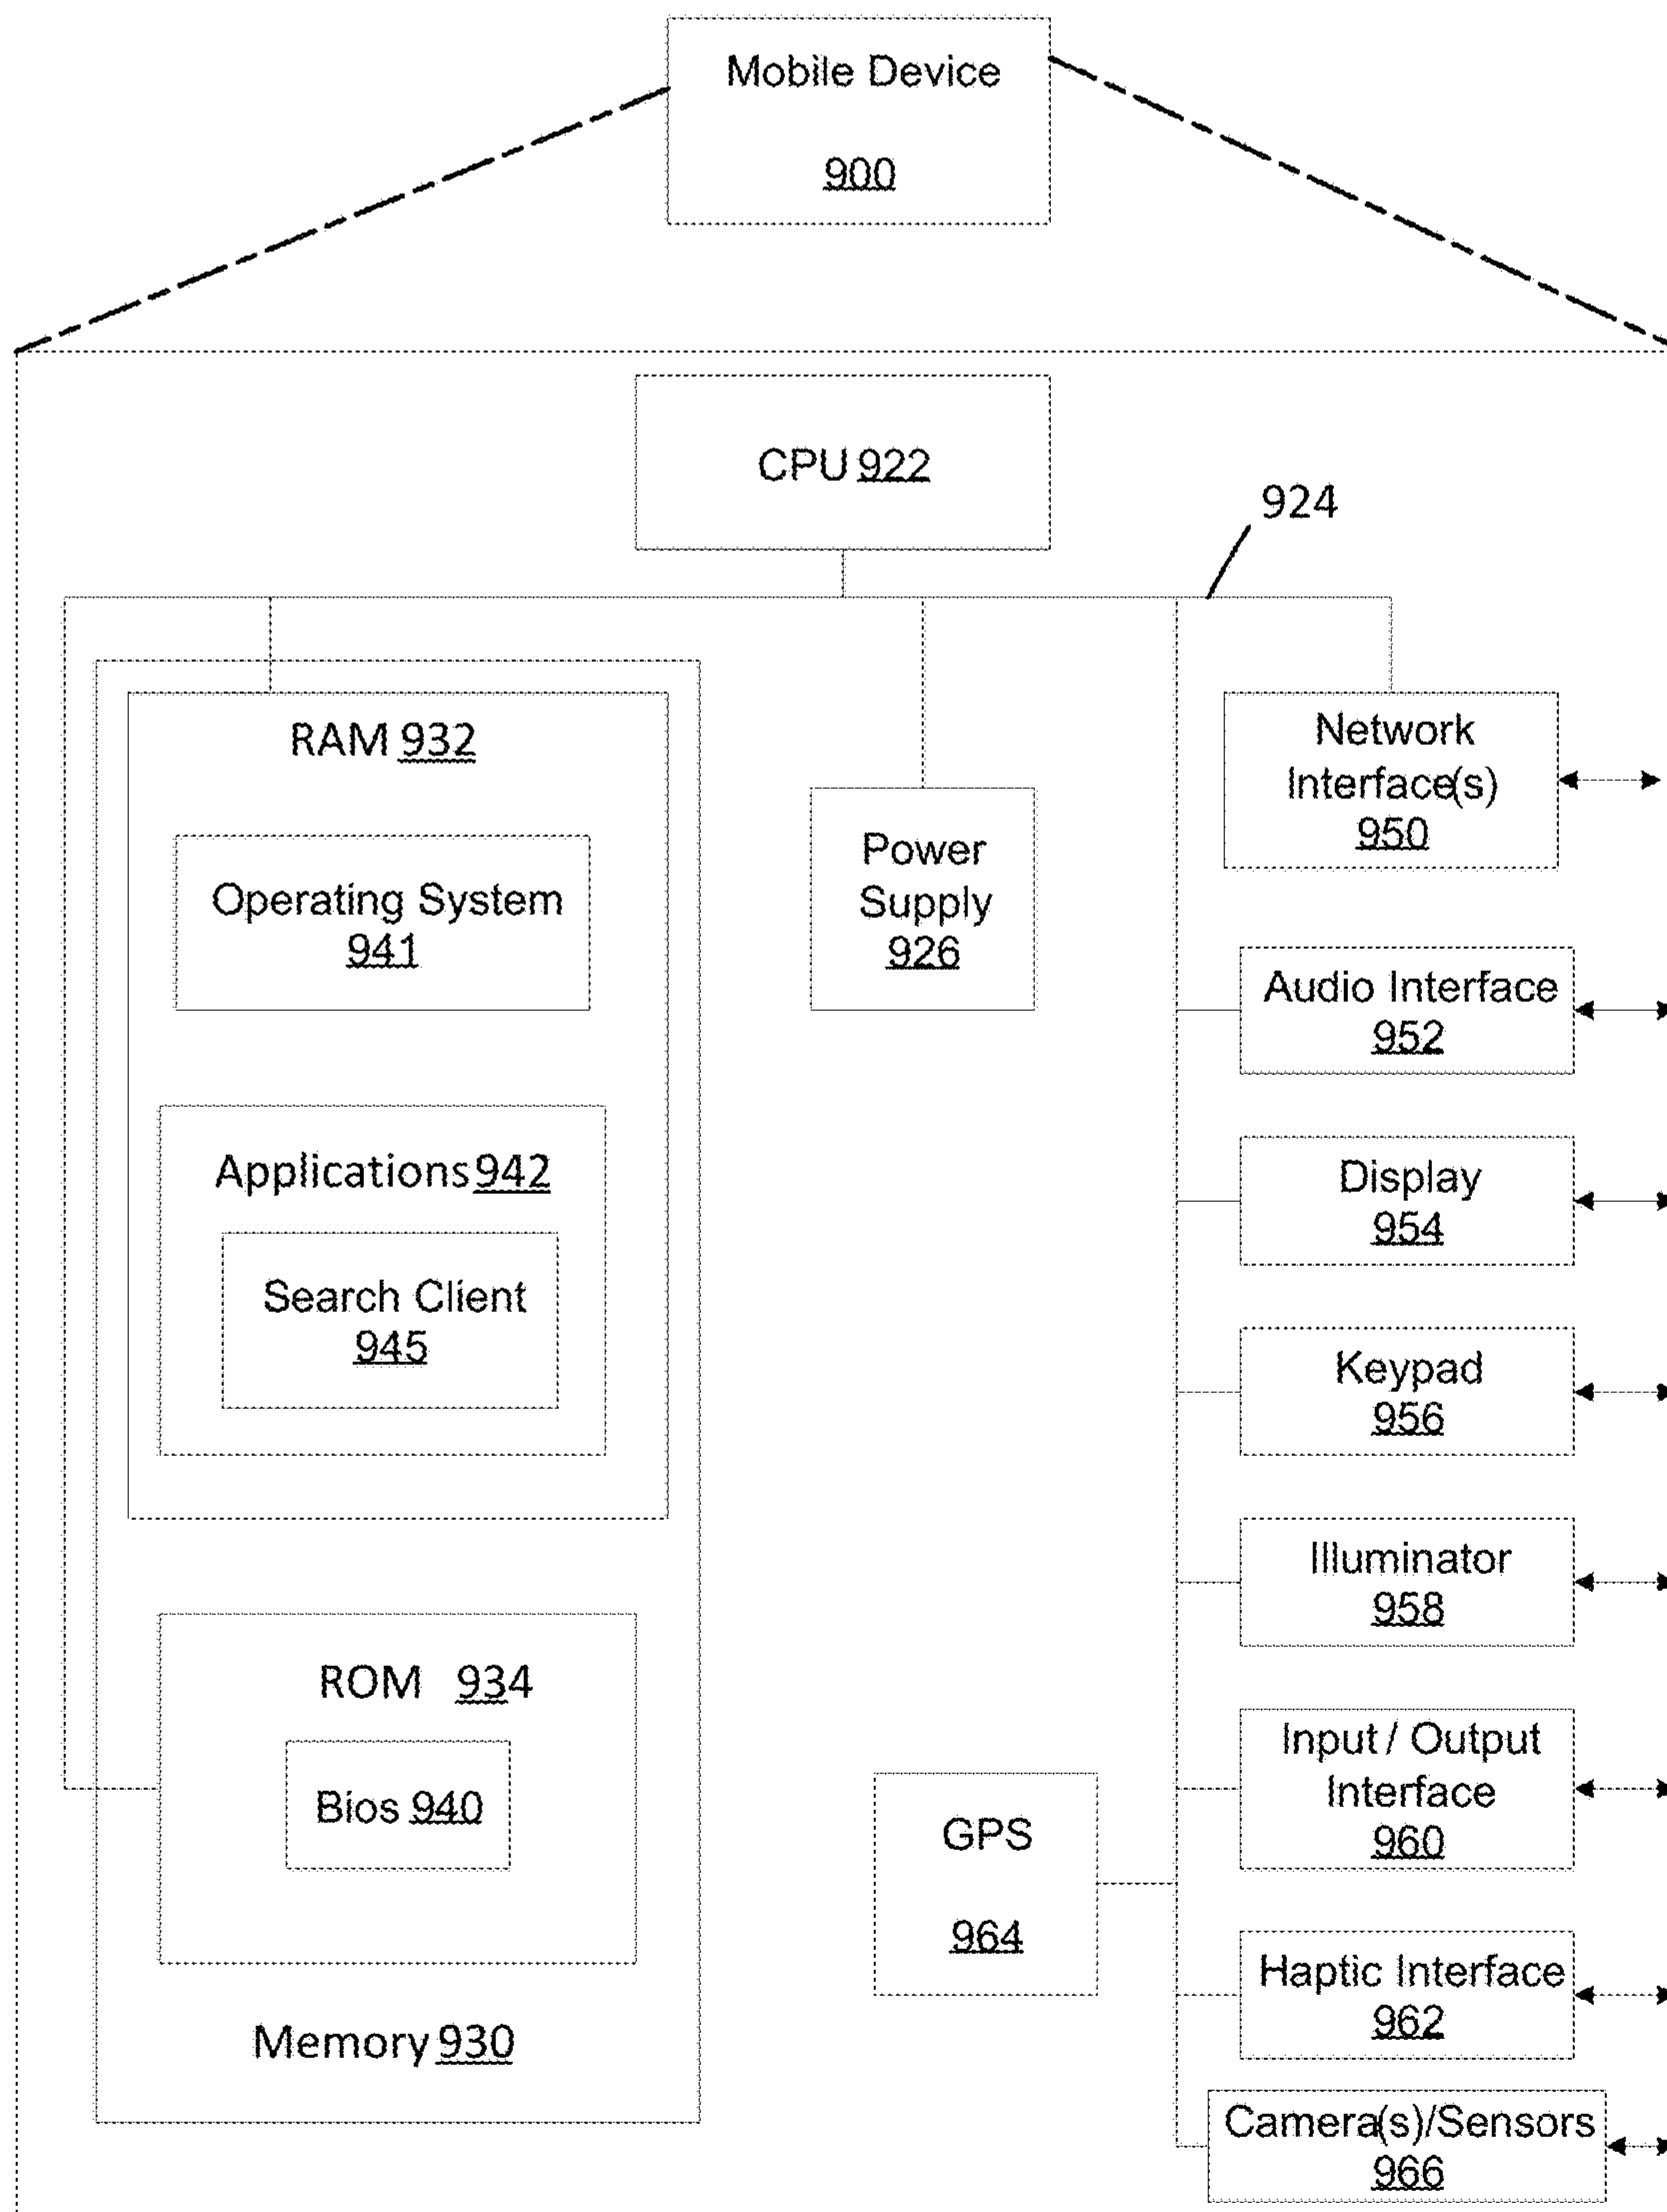 Mobile Device
900
CPU 922
924
RAM 932
Operating System
941
Applications 942
Search Client
945
ROM 934
Bios 940
Memory 930
Power
Supply
926
GPS
964
Network
Interface(s)
950
Audio Interface
952
Display
954
Keypad
956
Illuminator
958
Input / Output
Interface
960
Haptic Interface
962
Camera(s)/Sensors
966